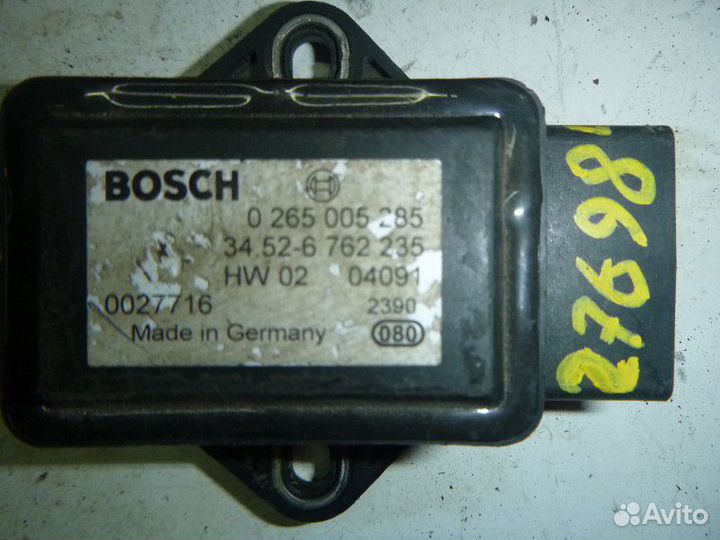 BOSCH
0 265 005 285
34.52-6 762 235
HW 02 04091
0027716 2390
Made in Germany 080
27698
Avito